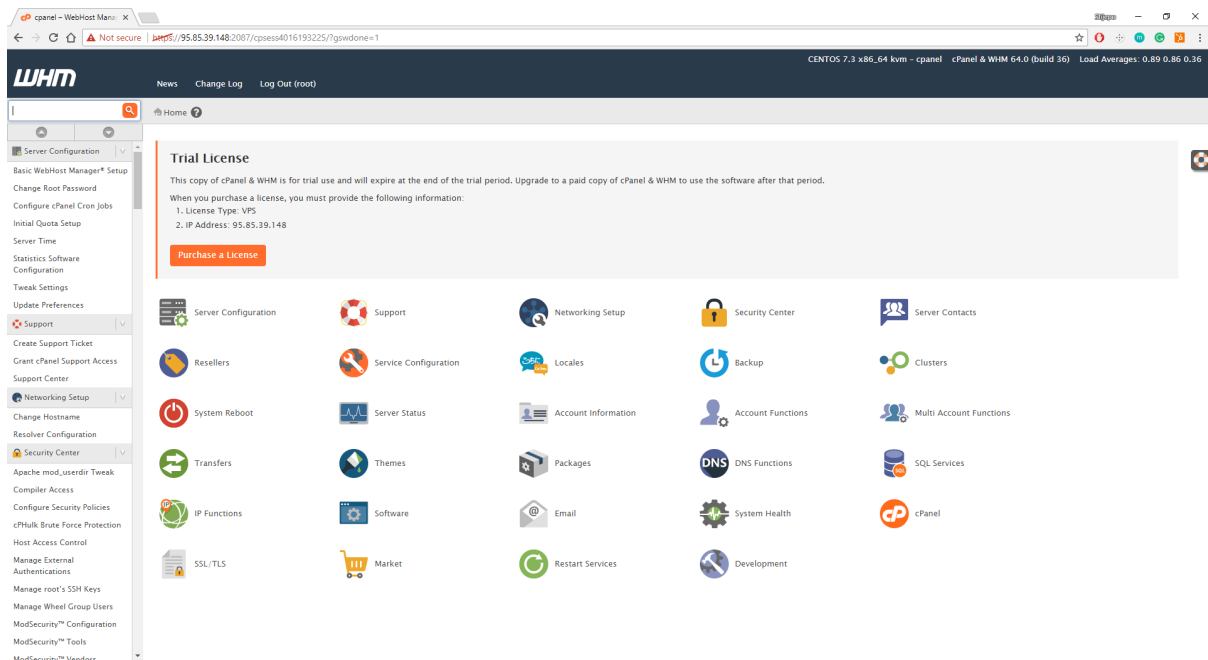 cpanel – WebHost Mana
Stjepo
Not secure | https://95.85.39.148:2087/cpsess4016193225/?gswdone=1
CENTOS 7.3 x86_64 kvm – cpanel cPanel & WHM 64.0 (build 36) Load Averages: 0.89 0.86 0.36
WHM
News Change Log Log Out (root)
Home
Server Configuration
Basic WebHost Manager® Setup
Change Root Password
Configure cPanel Cron Jobs
Initial Quota Setup
Server Time
Statistics Software
Configuration
Tweak Settings
Update Preferences
Support
Create Support Ticket
Grant cPanel Support Access
Support Center
Networking Setup
Change Hostname
Resolver Configuration
Security Center
Apache mod_userdir Tweak
Compiler Access
Configure Security Policies
cPHulk Brute Force Protection
Host Access Control
Manage External
Authentications
Manage root's SSH Keys
Manage Wheel Group Users
ModSecurity™ Configuration
ModSecurity™ Tools
ModSecurity™ Vendors
Trial License
This copy of cPanel & WHM is for trial use and will expire at the end of the trial period. Upgrade to a paid copy of cPanel & WHM to use the software after that period.
When you purchase a license, you must provide the following information:
1. License Type: VPS
2. IP Address: 95.85.39.148
Purchase a License
Server Configuration Support Networking Setup Security Center Server Contacts
Resellers Service Configuration Locales Backup Clusters
System Reboot Server Status Account Information Account Functions Multi Account Functions
Transfers Themes Packages DNS DNS Functions SQL SQL Services
IP IP Functions Software Email System Health cP cPanel
SSL/TLS Market Restart Services Development